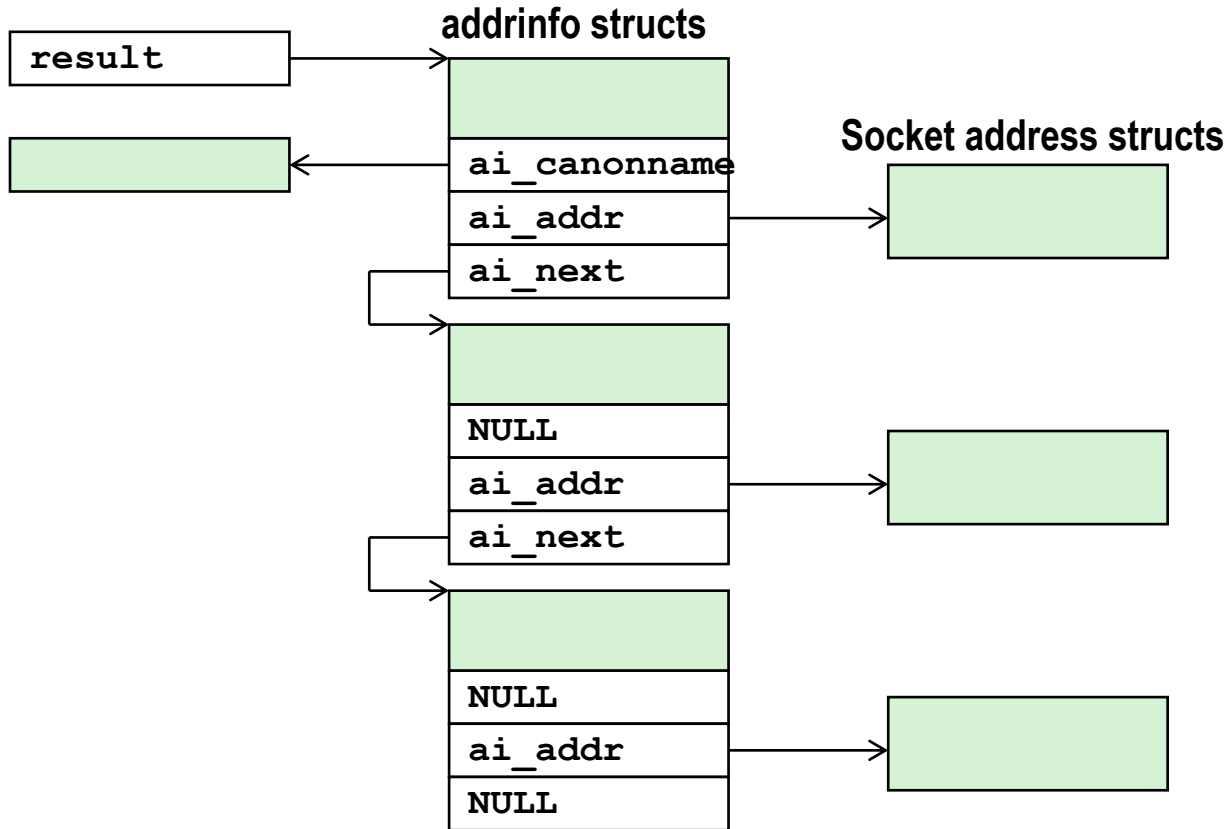 addrinfo structs
result
Socket address structs
ai_canonname
ai_addr
ai_next
NULL
ai_addr
ai_next
NULL
ai_addr
NULL